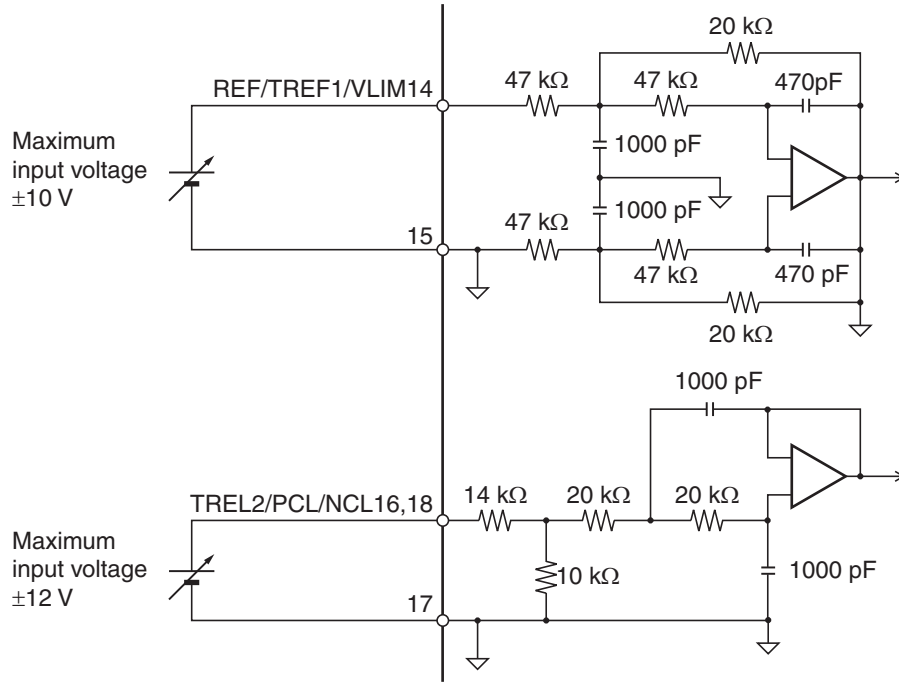 20 kΩ
REF/TREF1/VLIM14
47 kΩ
47 kΩ
470pF
Maximum
input voltage
±10 V
1000 pF
1000 pF
15
47 kΩ
47 kΩ
470 pF
20 kΩ
1000 pF
TREL2/PCL/NCL16,18
14 kΩ
20 kΩ
20 kΩ
Maximum
input voltage
±12 V
10 kΩ
1000 pF
17